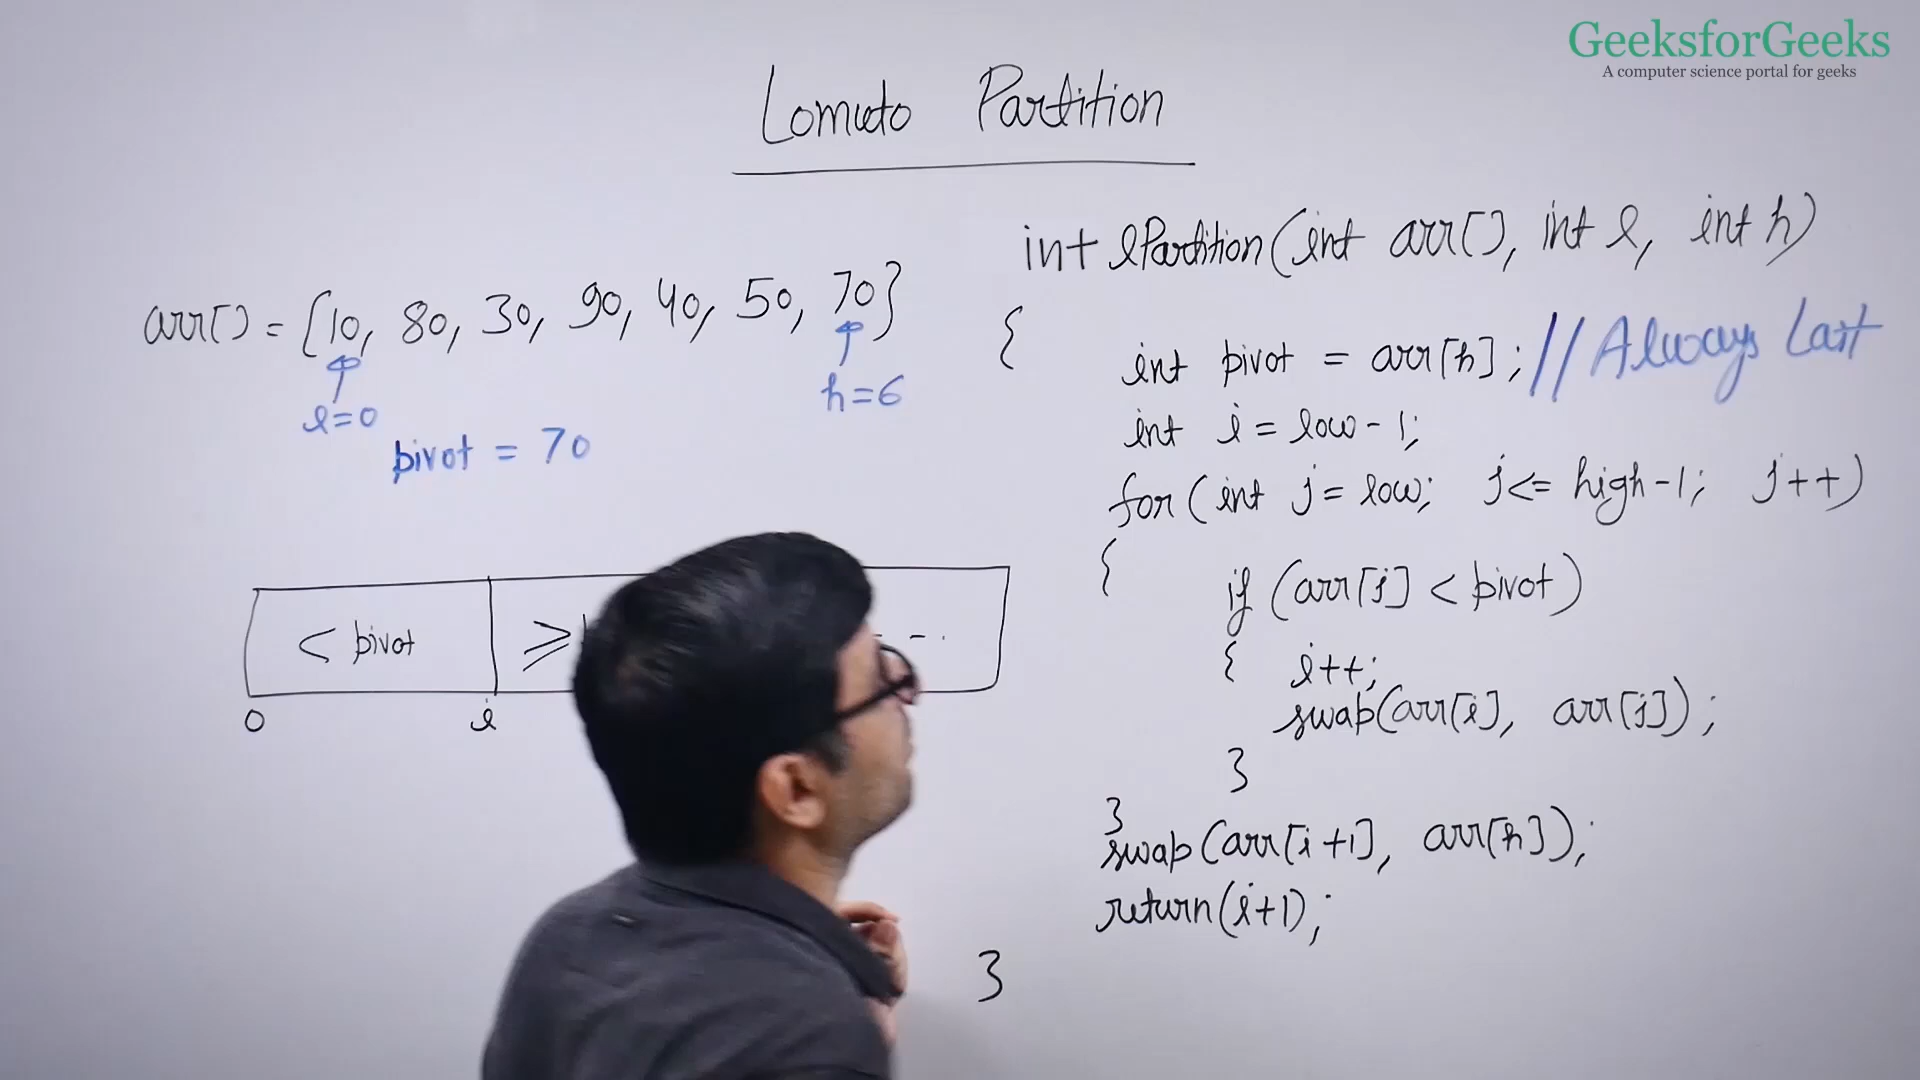 GeeksforGeeks
A computer science portal for geeks
Lomuto Partition
arr[] = {10, 80, 30, 90, 40, 50, 70}
l=0
h=6
pivot = 70
< pivot
≥
- - .
0
i
int lPartition(int arr[], int l, int h)
{
int pivot = arr[h]; // Always Last
int i = low - 1;
for (int j = low; j <= high - 1; j++)
{
if (arr[j] < pivot)
{ i++;
swap(arr[i], arr[j]);
}
}
swap(arr[i+1], arr[h]);
return(i+1);
}